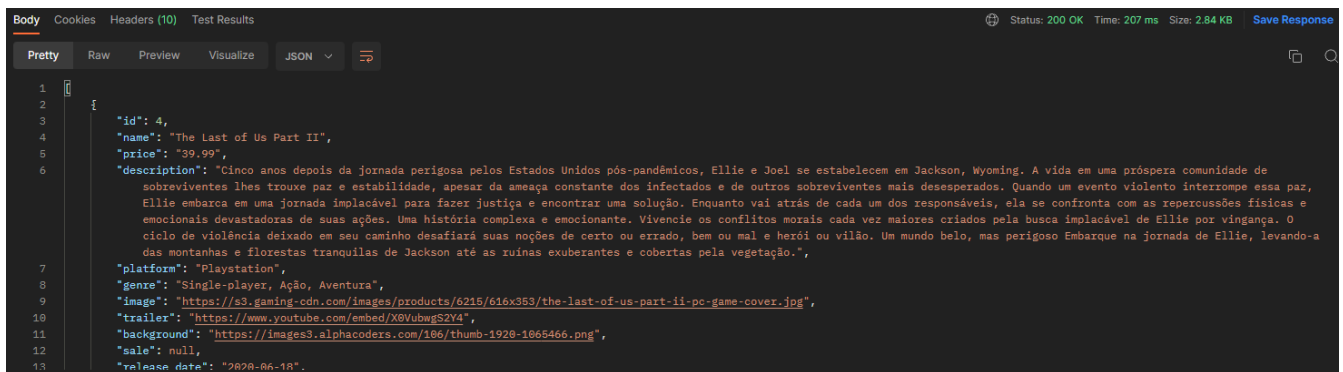 Body Cookies Headers (10) Test Results Status: 200 OK Time: 207 ms Size: 2.84 KB Save Response
Pretty Raw Preview Visualize JSON
1 [
2 {
3 "id": 4,
4 "name": "The Last of Us Part II",
5 "price": "39.99",
6 "description": "Cinco anos depois da jornada perigosa pelos Estados Unidos pós-pandêmicos, Ellie e Joel se estabelecem em Jackson, Wyoming. A vida em uma próspera comunidade de
sobreviventes lhes trouxe paz e estabilidade, apesar da ameaça constante dos infectados e de outros sobreviventes mais desesperados. Quando um evento violento interrompe essa paz,
Ellie embarca em uma jornada implacável para fazer justiça e encontrar uma solução. Enquanto vai atrás de cada um dos responsáveis, ela se confronta com as repercussões físicas e
emocionais devastadoras de suas ações. Uma história complexa e emocionante. Vivencie os conflitos morais cada vez maiores criados pela busca implacável de Ellie por vingança. O
ciclo de violência deixado em seu caminho desafiará suas noções de certo ou errado, bem ou mal e herói ou vilão. Um mundo belo, mas perigoso Embarque na jornada de Ellie, levando-a
das montanhas e florestas tranquilas de Jackson até as ruínas exuberantes e cobertas pela vegetação.",
7 "platform": "Playstation",
8 "genre": "Single-player, Ação, Aventura",
9 "image": "https://s3.gaming-cdn.com/images/products/6215/616x353/the-last-of-us-part-ii-pc-game-cover.jpg",
10 "trailer": "https://www.youtube.com/embed/X0VubwgS2Y4",
11 "background": "https://images3.alphacoders.com/106/thumb-1920-1065466.png",
12 "sale": null,
13 "release_date": "2020-06-18",